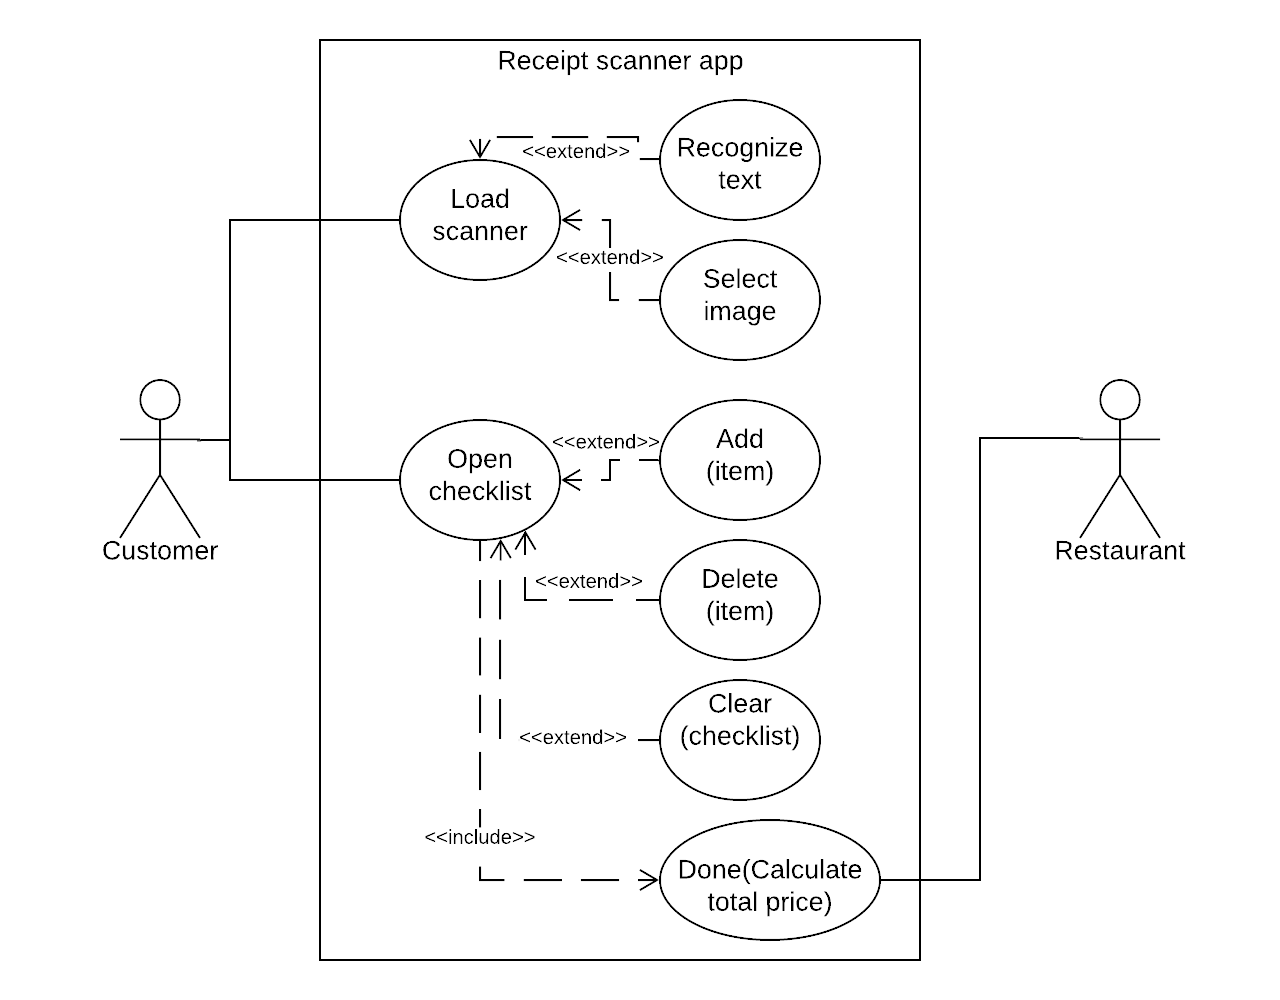 Receipt scanner app
<<extend>>
Recognize
text
Load
scanner
<<extend>>
Select
image
<<extend>>
Add
(item)
Open
checklist
Customer
Restaurant
<<extend>>
Delete
(item)
<<extend>>
Clear
(checklist)
<<include>>
Done(Calculate
total price)